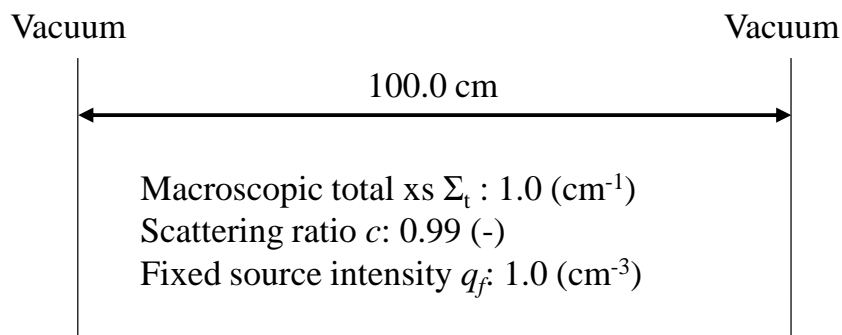 Vacuum Vacuum
100.0 cm
Macroscopic total xs Σₜ : 1.0 (cm⁻¹)
Scattering ratio c: 0.99 (-)
Fixed source intensity q_f: 1.0 (cm⁻³)